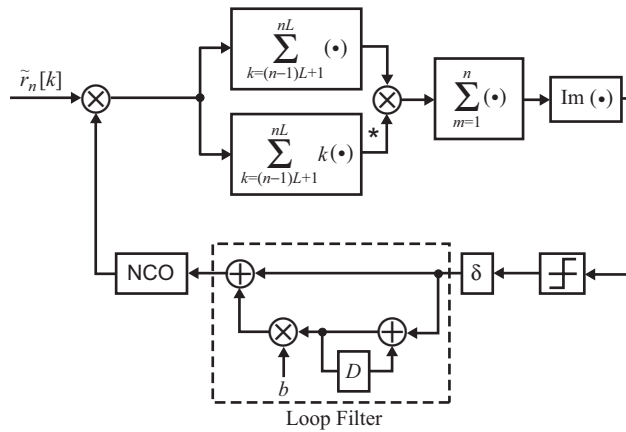 r̃ₙ[k]
nL
∑ (•)
k=(n−1)L+1
nL
∑ k(•)
k=(n−1)L+1
*
n
∑ (•)
m=1
Im (•)
NCO
δ
D
b
Loop Filter